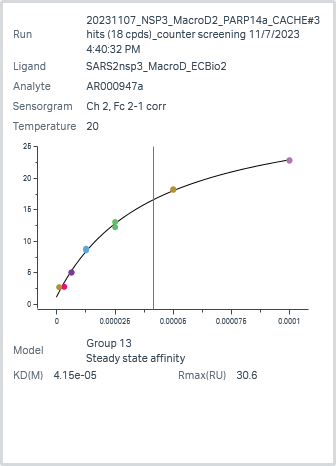 20231107_NSP3_MacroD2_PARP14a_CACHE#3
Run hits (18 cpds)_counter screening 11/7/2023
4:40:32 PM
Ligand SARS2nsp3_MacroD_ECBio2
Analyte AR000947a
Sensorgram Ch 2, Fc 2-1 corr
Temperature 20
25
20
15
10
5
0
0 0.000025 0.00005 0.000075 0.0001
Model Group 13
Steady state affinity
KD(M) 4.15e-05 Rmax(RU) 30.6